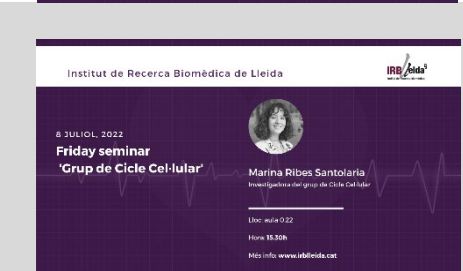 Institut de Recerca Biomèdica de Lleida
IRBLleida
8 JULIOL, 2022
Friday seminar
'Grup de Cicle Cel·lular'
Marina Ribes Santolaria
Investigadora del grup de Cicle Cel·lular
Lloc: aula 0.22
Hora: 15.30h
Més info: www.irblleida.cat